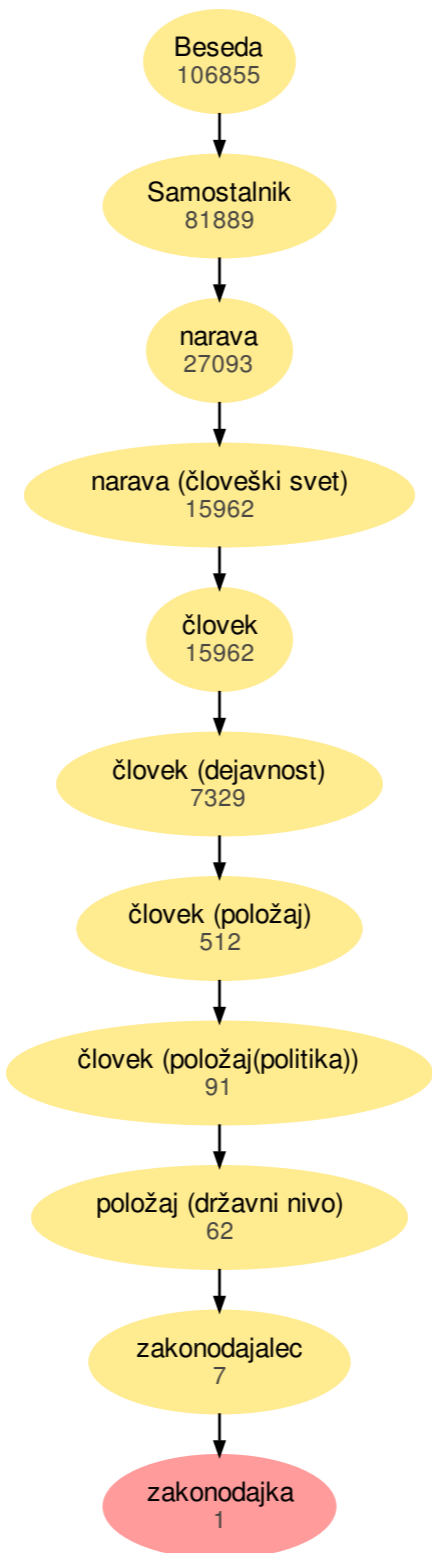 Beseda
106855
Samostalnik
81889
narava
27093
narava (človeški svet)
15962
človek
15962
človek (dejavnost)
7329
človek (položaj)
512
človek (položaj(politika))
91
položaj (državni nivo)
62
zakonodajalec
7
zakonodajka
1